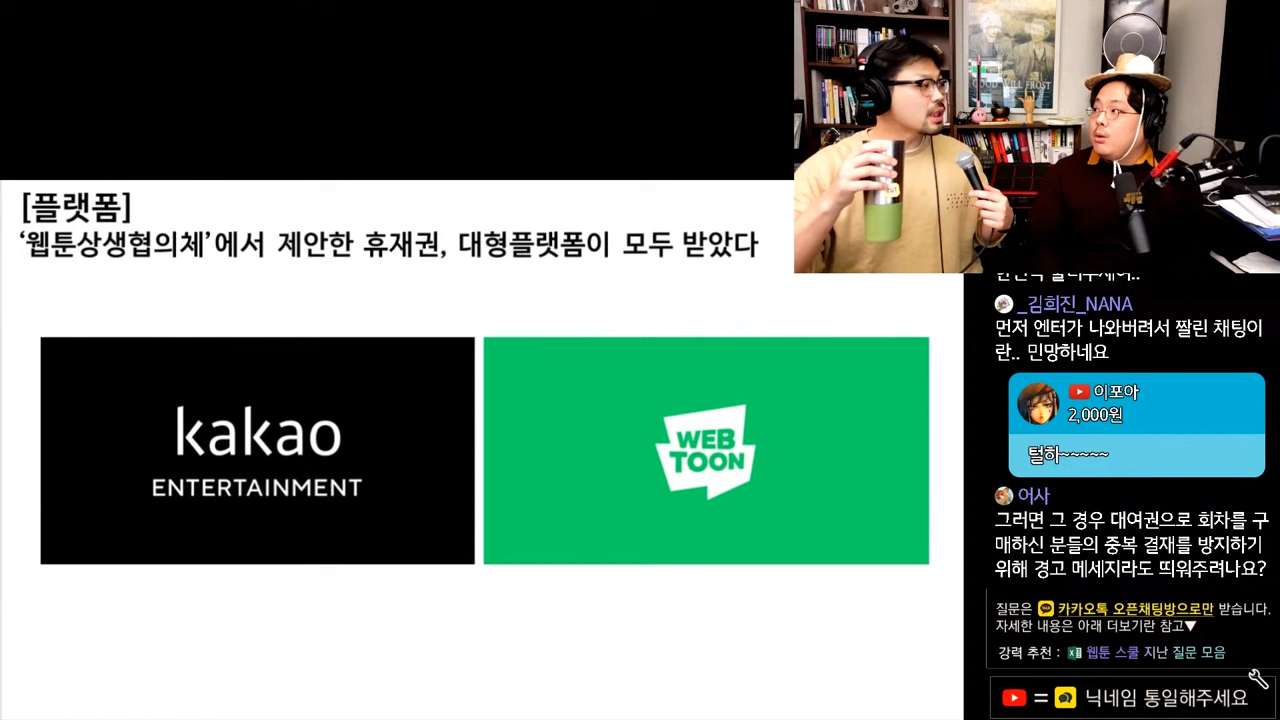 [플랫폼]
‘웹툰상생협의체’에서 제안한 휴재권, 대형플랫폼이 모두 받았다
kakao
ENTERTAINMENT
WEB
TOON
GOOD WILL FROST
_김희진_NANA
먼저 엔터가 나와버려서 짤린 채팅이
란.. 민망하네요
이포아
2,000원
털하~~~~~
어사
그러면 그 경우 대여권으로 회차를 구
매하신 분들의 중복 결재를 방지하기
위해 경고 메세지라도 띄워주려나요?
질문은 카카오톡 오픈채팅방으로만 받습니다.
자세한 내용은 아래 더보기란 참고▼
강력 추천 : 웹툰 스쿨 지난 질문 모음
= 닉네임 통일해주세요